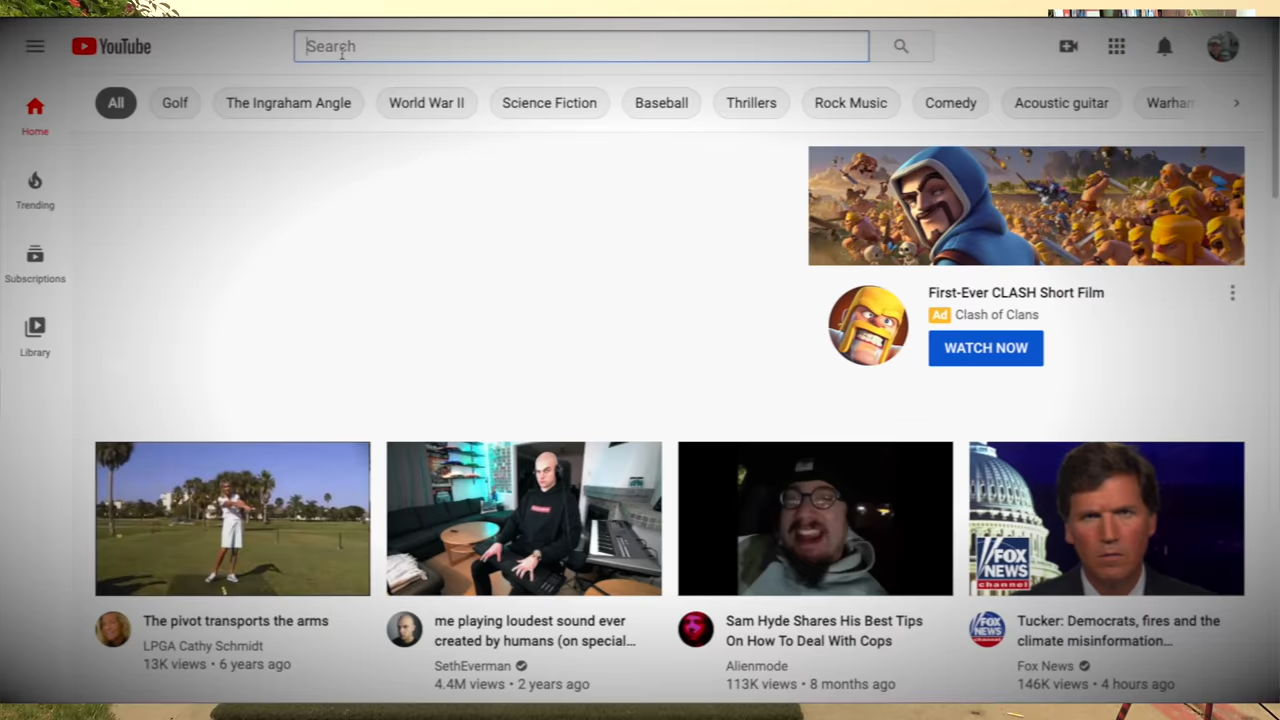 YouTube
Search
All
Golf
The Ingraham Angle
World War II
Science Fiction
Baseball
Thrillers
Rock Music
Comedy
Acoustic guitar
Home
Trending
Subscriptions
Library
First-Ever CLASH Short Film
Ad Clash of Clans
WATCH NOW
FOX
NEWS
channel
The pivot transports the arms
LPGA Cathy Schmidt
13K views • 6 years ago
me playing loudest sound ever
created by humans (on special...
SethEverman
4.4M views • 2 years ago
Sam Hyde Shares His Best Tips
On How To Deal With Cops
Alienmode
113K views • 8 months ago
Tucker: Democrats, fires and the
climate misinformation...
Fox News
146K views • 4 hours ago